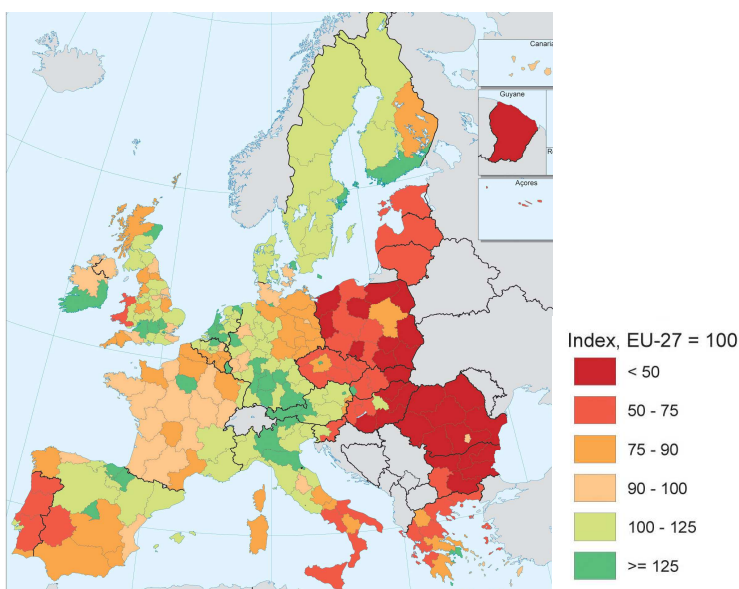 Canaria
Guyane
R
Açores
Index, EU-27 = 100
< 50
50 - 75
75 - 90
90 - 100
100 - 125
>= 125